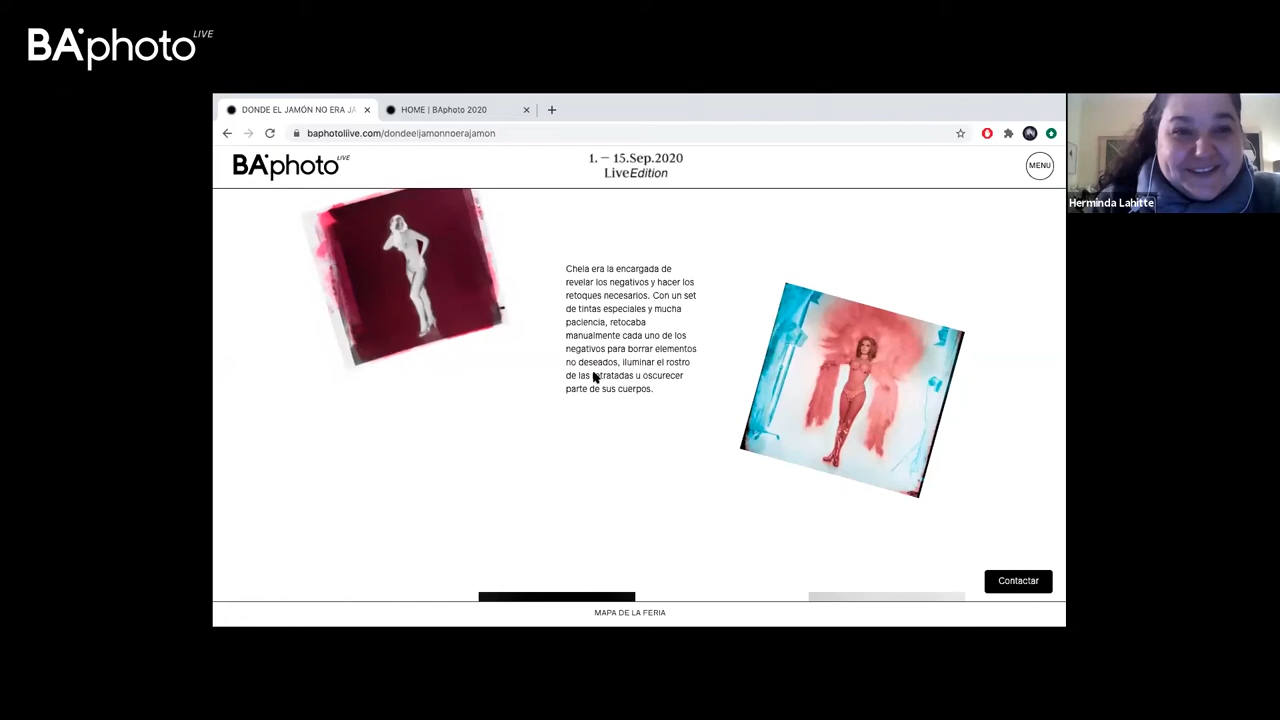 BAphoto LIVE
DONDE EL JAMÓN NO ERA JA
HOME | BAphoto 2020
baphotoliive.com/dondeeljamonnoerajamon
BAphoto LIVE
1. — 15.Sep.2020
LiveEdition
MENU
Herminda Lahitte
Chela era la encargada de
revelar los negativos y hacer los
retoques necesarios. Con un set
de tintas especiales y mucha
paciencia, retocaba
manualmente cada uno de los
negativos para borrar elementos
no deseados, iluminar el rostro
de las retratadas u oscurecer
parte de sus cuerpos.
Contactar
MAPA DE LA FERIA